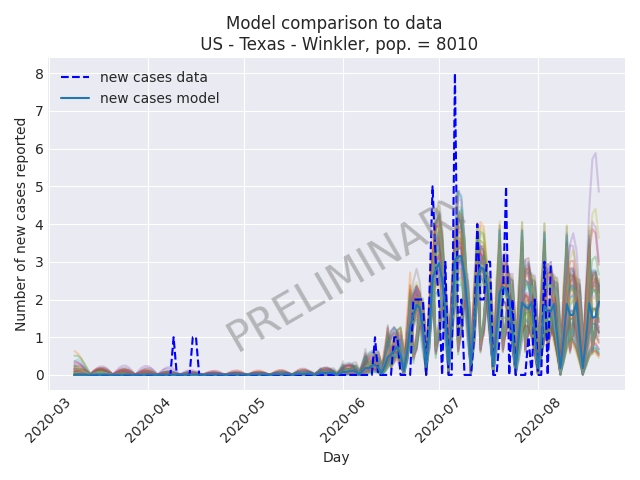 Model comparison to data
US - Texas - Winkler, pop. = 8010
new cases data
new cases model
Number of new cases reported
8
7
6
5
4
3
2
1
0
PRELIMINARY
2020-03
2020-04
2020-05
2020-06
2020-07
2020-08
Day